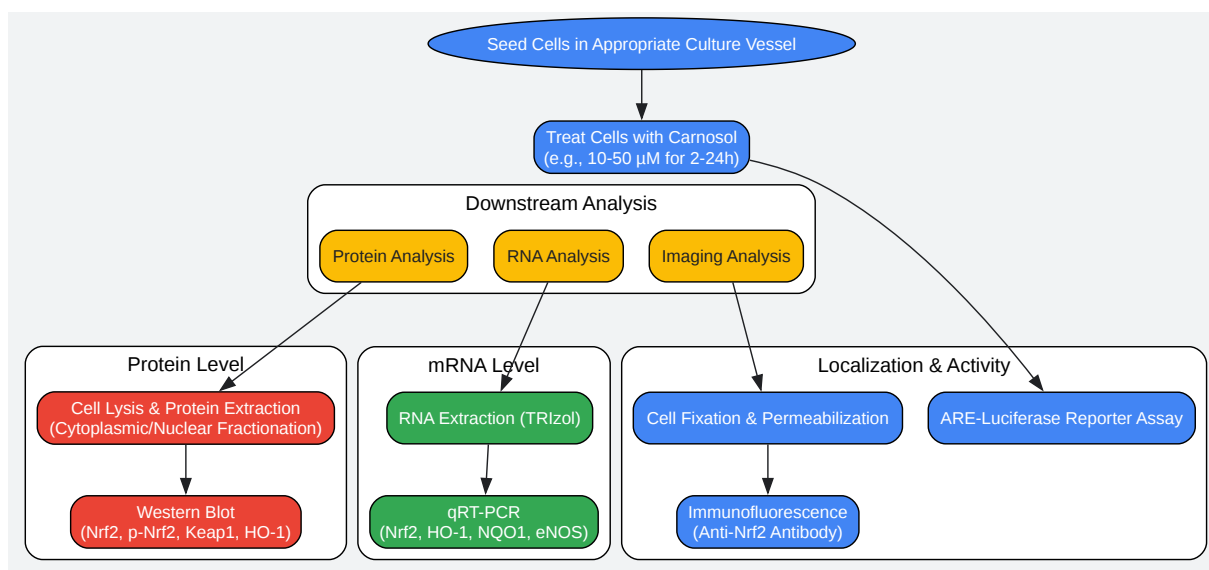 Seed Cells in Appropriate Culture Vessel
Treat Cells with Carnosol
(e.g., 10-50 µM for 2-24h)
Downstream Analysis
Protein Analysis
RNA Analysis
Imaging Analysis
Protein Level
Cell Lysis & Protein Extraction
(Cytoplasmic/Nuclear Fractionation)
Western Blot
(Nrf2, p-Nrf2, Keap1, HO-1)
mRNA Level
RNA Extraction (TRIzol)
qRT-PCR
(Nrf2, HO-1, NQO1, eNOS)
Localization & Activity
Cell Fixation & Permeabilization
ARE-Luciferase Reporter Assay
Immunofluorescence
(Anti-Nrf2 Antibody)